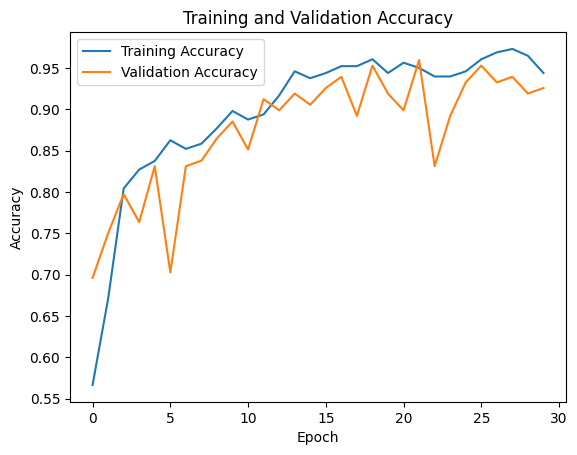 Training and Validation Accuracy
Training Accuracy
Validation Accuracy
Accuracy
0.95
0.90
0.85
0.80
0.75
0.70
0.65
0.60
0.55
0 5 10 15 20 25 30
Epoch